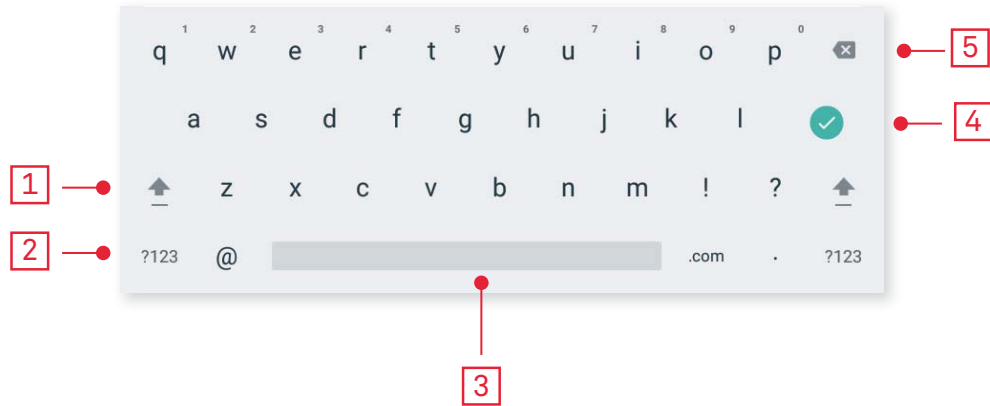 1 2 3 4 5 6 7 8 9 0
q w e r t y u i o p
5
a s d f g h j k l
4
1
z x c v b n m ! ?
2
?123 @ .com . ?123
3